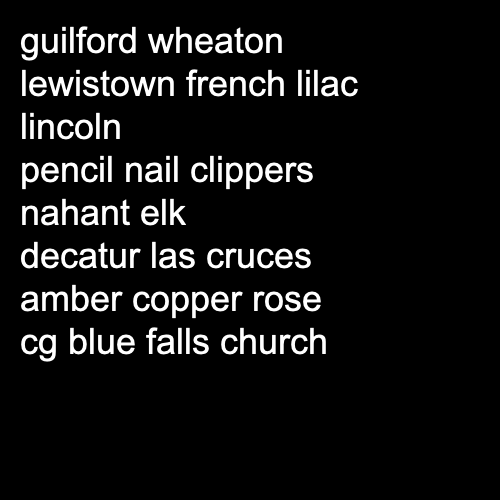 guilford wheaton
lewistown french lilac
lincoln
pencil nail clippers
nahant elk
decatur las cruces
amber copper rose
cg blue falls church